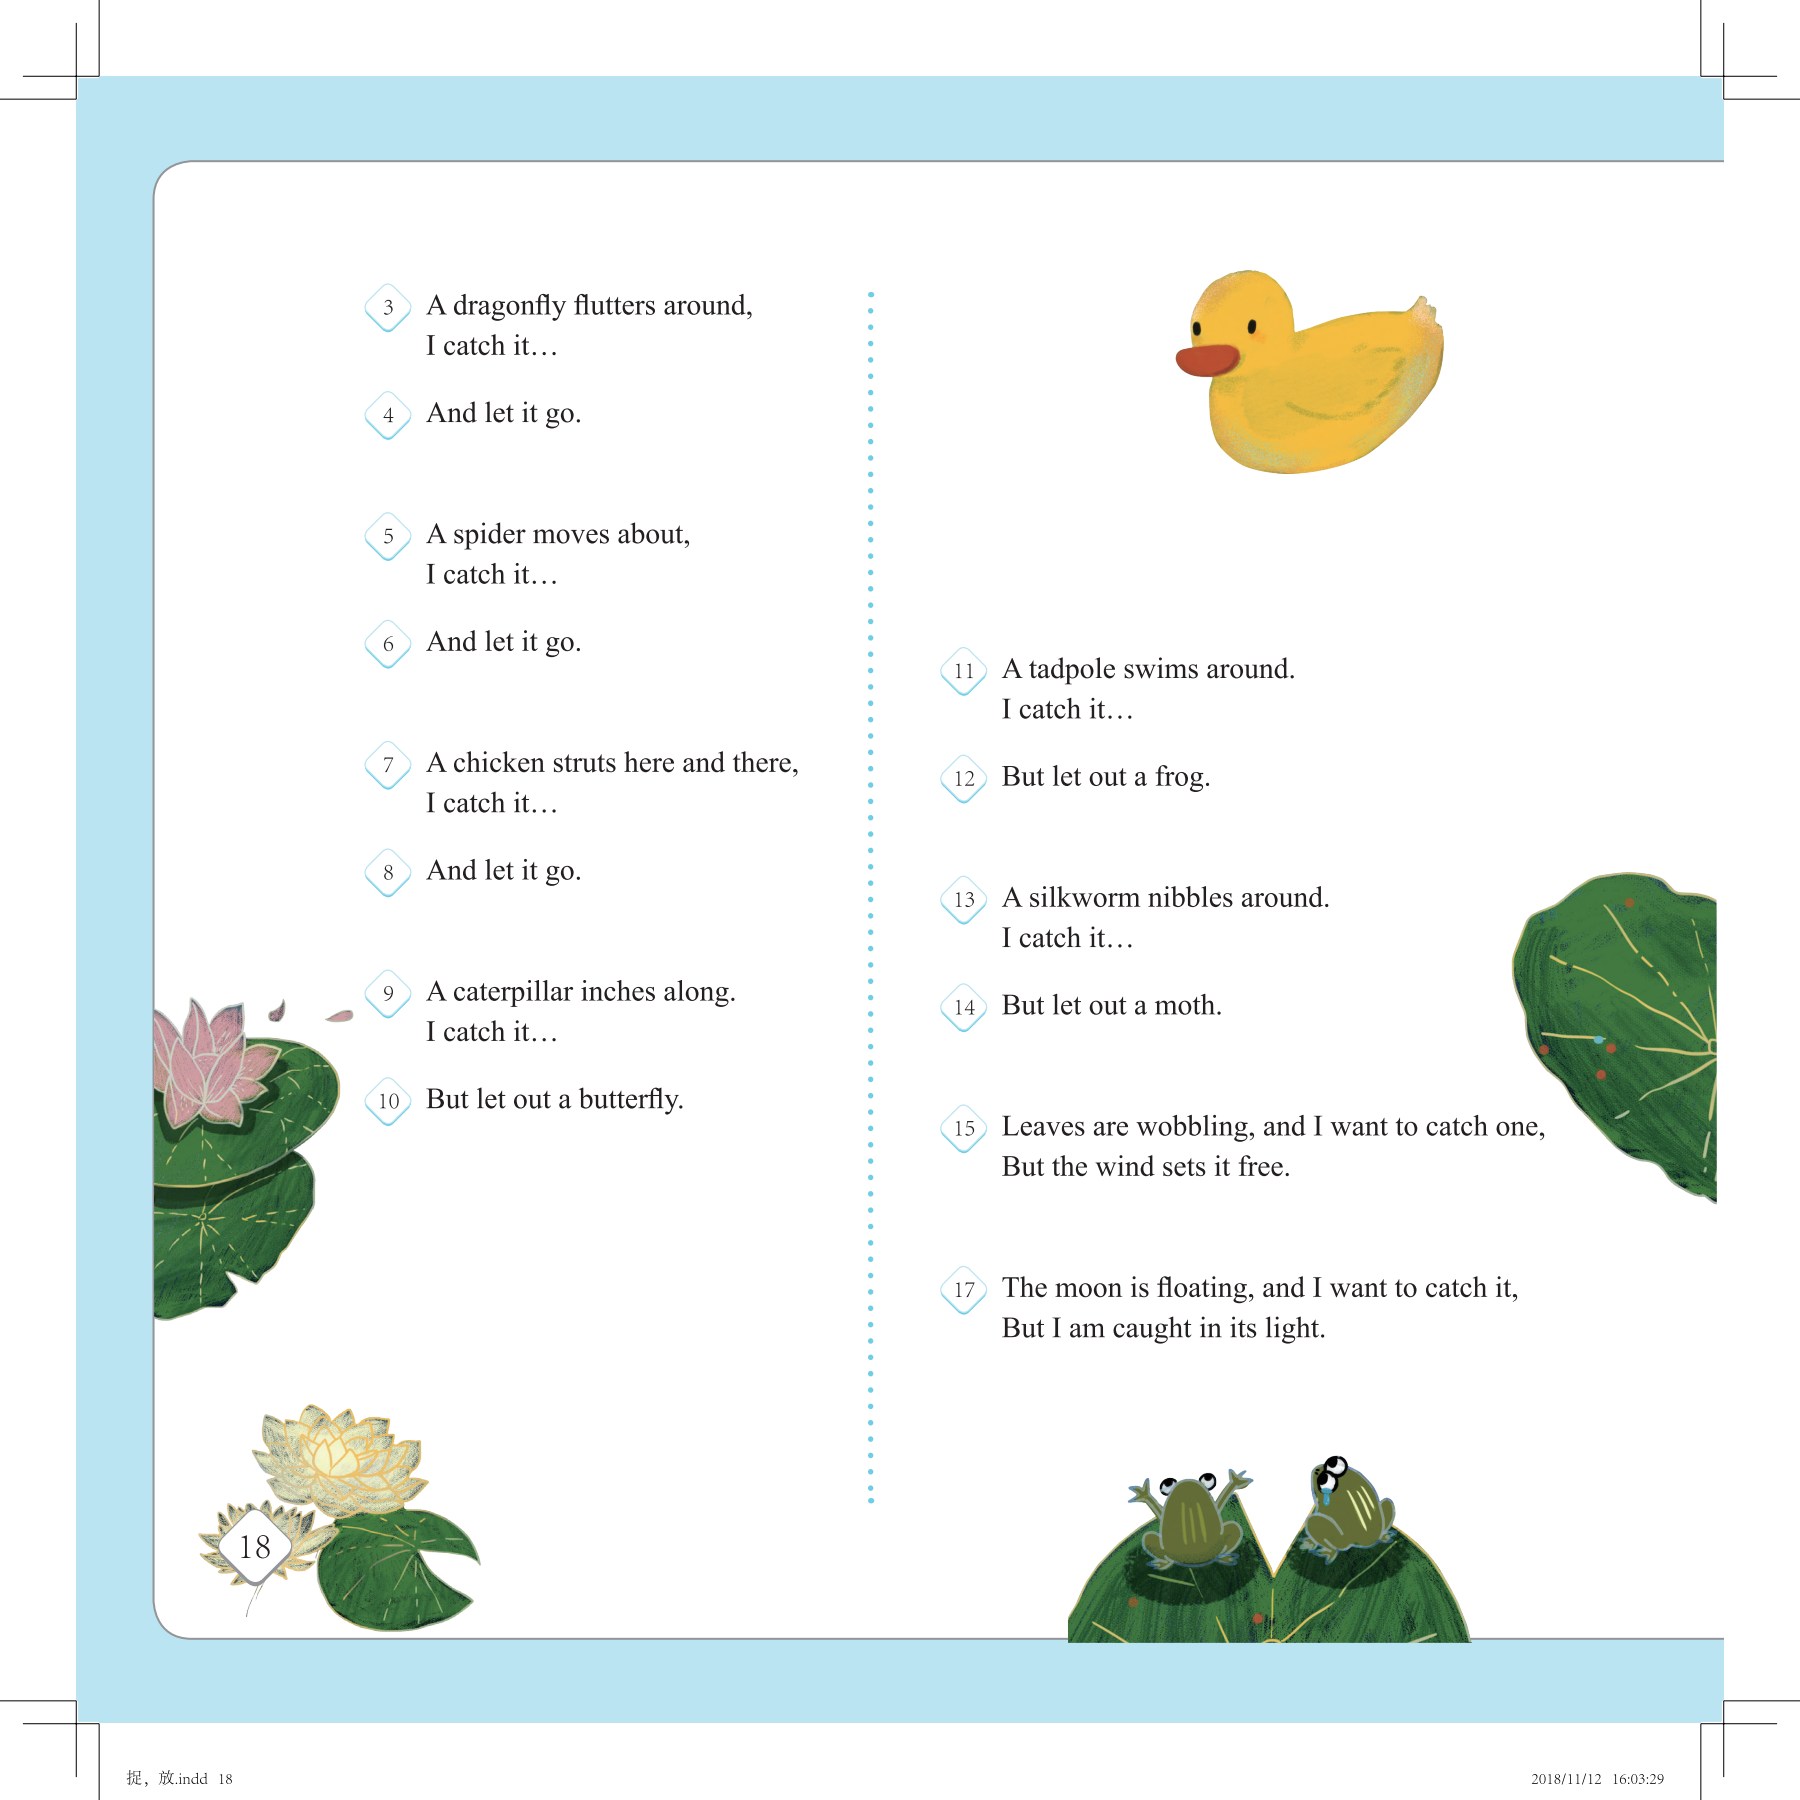 3 A dragonfly flutters around,
I catch it…
4 And let it go.
5 A spider moves about,
I catch it…
6 And let it go.
7 A chicken struts here and there,
I catch it…
8 And let it go.
9 A caterpillar inches along.
I catch it…
10 But let out a butterfly.
11 A tadpole swims around.
I catch it…
12 But let out a frog.
13 A silkworm nibbles around.
I catch it…
14 But let out a moth.
15 Leaves are wobbling, and I want to catch one,
But the wind sets it free.
17 The moon is floating, and I want to catch it,
But I am caught in its light.
18
捉，放.indd 18
2018/11/12 16:03:29